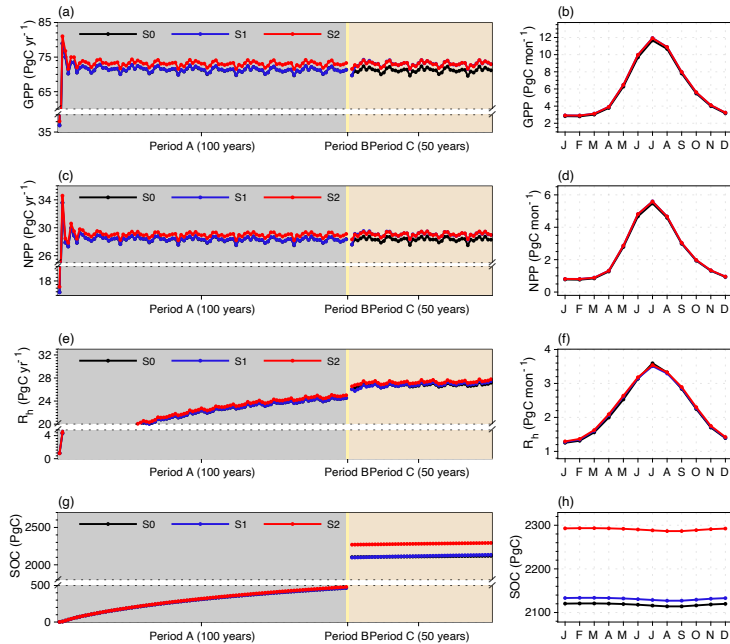 (a)
S0 S1 S2
GPP (PgC yr⁻¹)
95
85
75
65
35
Period A (100 years) Period B Period C (50 years)
(b)
GPP (PgC mon⁻¹)
12
10
8
6
4
2
J F M A M J J A S O N D
(c)
S0 S1 S2
NPP (PgC yr⁻¹)
34
30
26
18
Period A (100 years) Period B Period C (50 years)
(d)
NPP (PgC mon⁻¹)
6
4
2
0
J F M A M J J A S O N D
(e)
S0 S1 S2
Rₕ (PgC yr⁻¹)
32
28
24
20
4
0
Period A (100 years) Period B Period C (50 years)
(f)
Rₕ (PgC mon⁻¹)
4
3
2
1
J F M A M J J A S O N D
(g)
S0 S1 S2
SOC (PgC)
2500
2000
500
0
Period A (100 years) Period B Period C (50 years)
(h)
SOC (PgC)
2300
2200
2100
J F M A M J J A S O N D